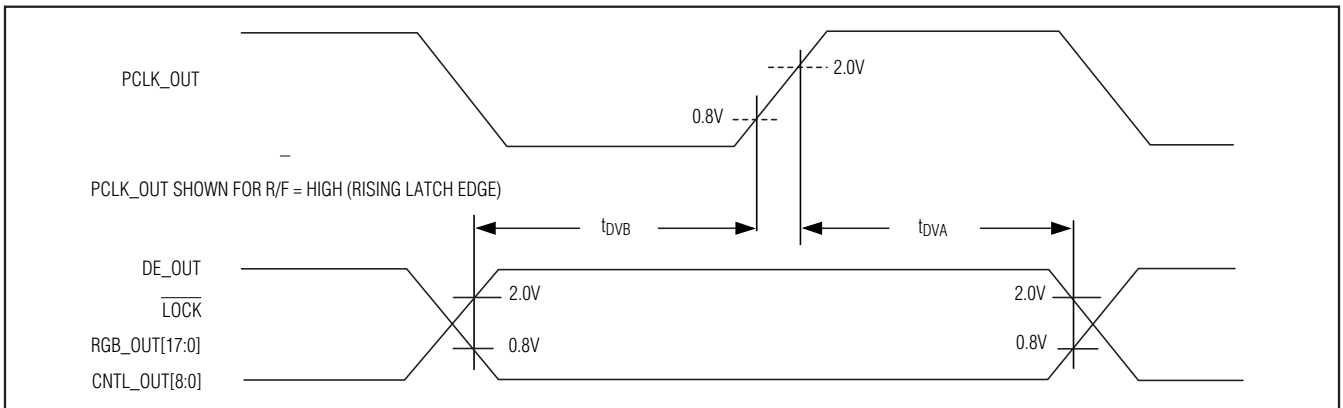 PCLK_OUT
2.0V
0.8V
PCLK_OUT SHOWN FOR R/F̅ = HIGH (RISING LATCH EDGE)
tDVB
tDVA
DE_OUT
2.0V
2.0V
L̅O̅C̅K̅
RGB_OUT[17:0]
0.8V
0.8V
CNTL_OUT[8:0]